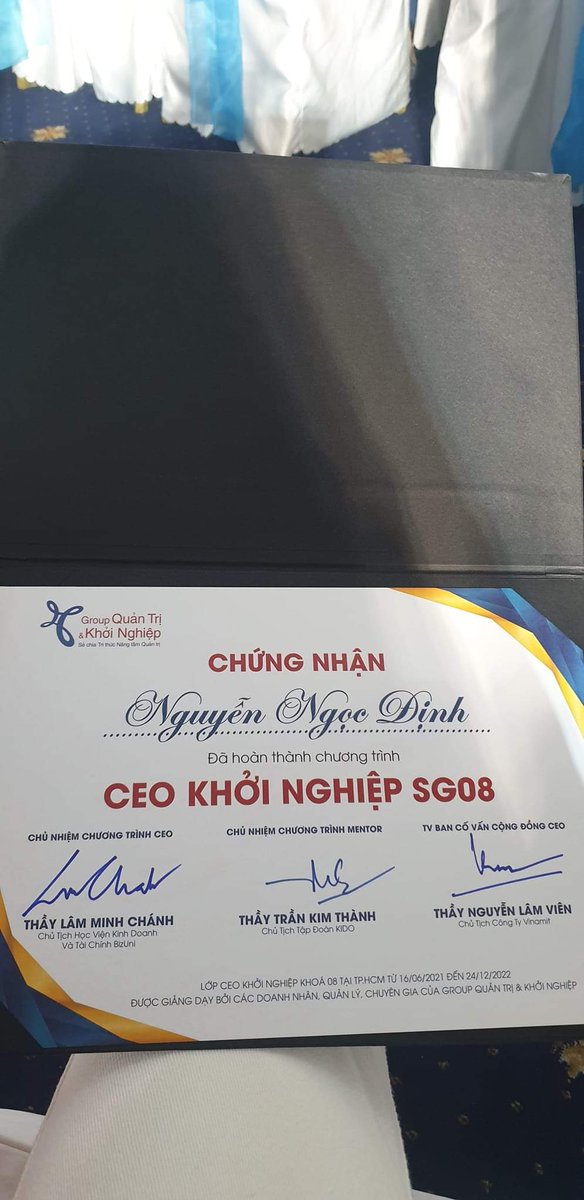 Group Quản Trị
& Khởi Nghiệp
Sẻ chia Tri thức Nâng tầm Quản trị
CHỨNG NHẬN
Nguyễn Ngọc Định
Đã hoàn thành chương trình
CEO KHỞI NGHIỆP SG08
CHỦ NHIỆM CHƯƠNG TRÌNH CEO
THẦY LÂM MINH CHÁNH
Chủ Tịch Học Viện Kinh Doanh
Và Tài Chính BizUni
CHỦ NHIỆM CHƯƠNG TRÌNH MENTOR
THẦY TRẦN KIM THÀNH
Chủ Tịch Tập Đoàn KIDO
TV BAN CỐ VẤN CỘNG ĐỒNG CEO
THẦY NGUYỄN LÂM VIÊN
Chủ Tịch Công Ty Vinamit
LỚP CEO KHỞI NGHIỆP KHOÁ 08 TẠI TP.HCM TỪ 16/06/2021 ĐẾN 24/12/2022
ĐƯỢC GIẢNG DẠY BỞI CÁC DOANH NHÂN, QUẢN LÝ, CHUYÊN GIA CỦA GROUP QUẢN TRỊ & KHỞI NGHIỆP